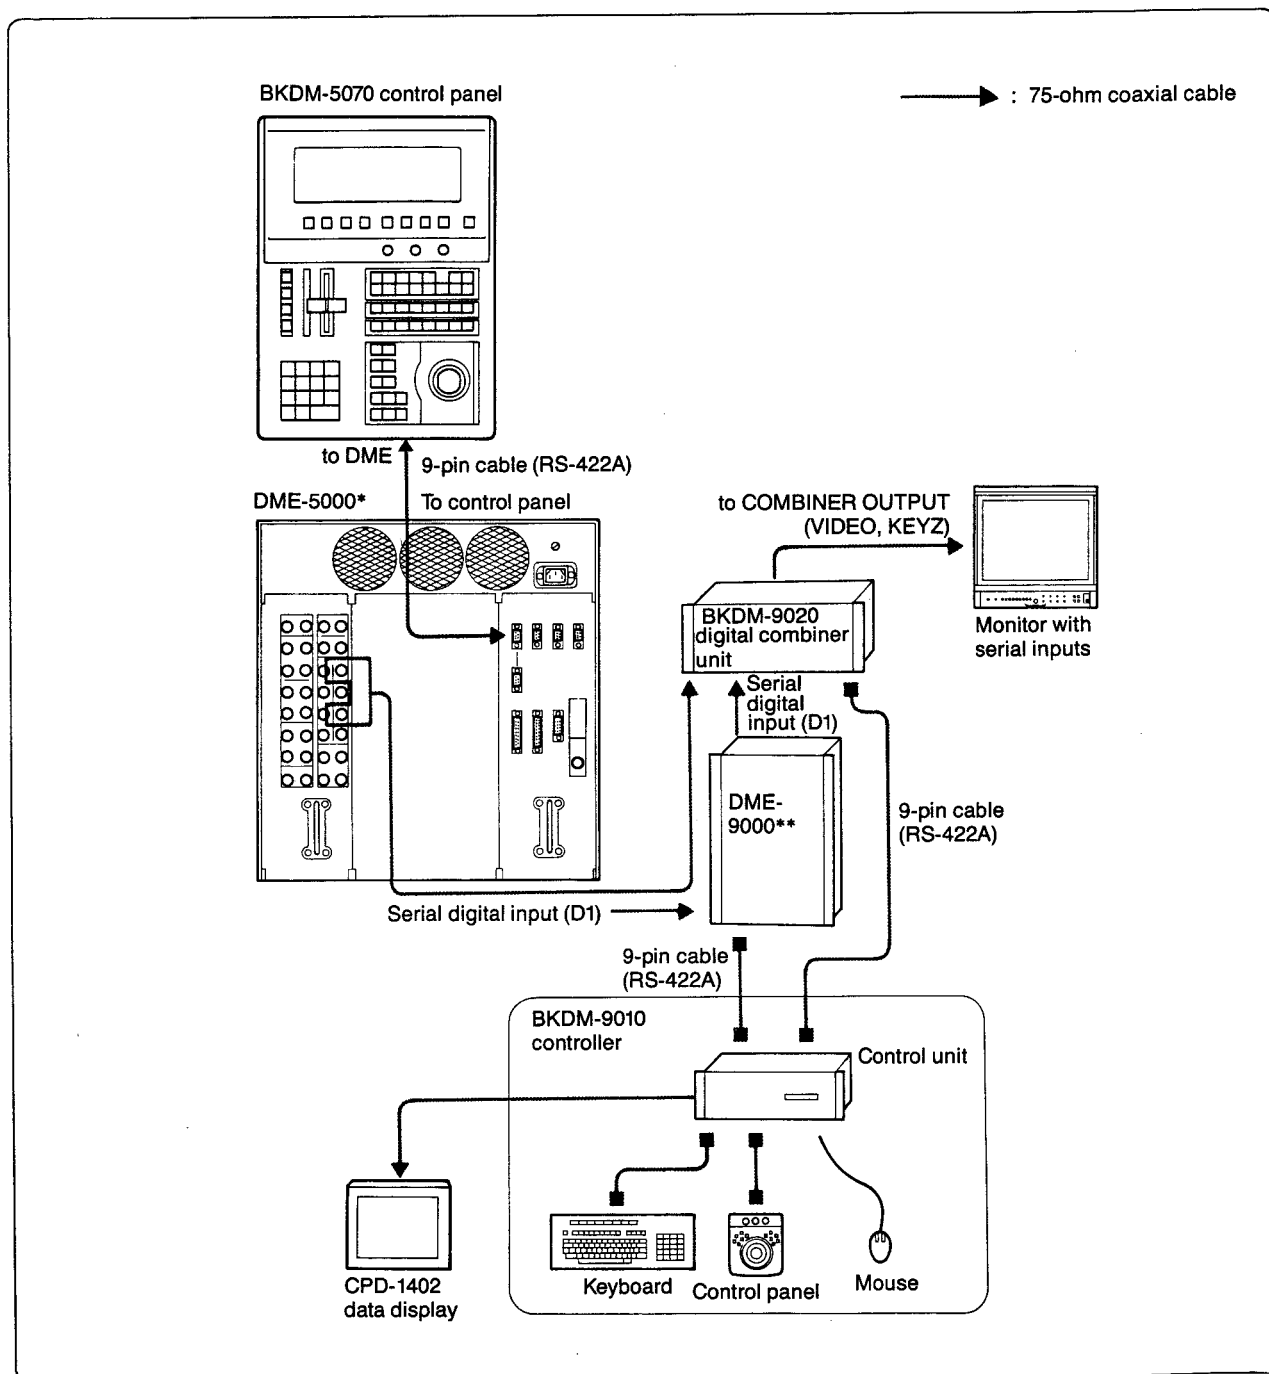 BKDM-5070 control panel
: 75-ohm coaxial cable
to DME
9-pin cable (RS-422A)
DME-5000*
To control panel
to COMBINER OUTPUT
(VIDEO, KEYZ)
BKDM-9020
digital combiner
unit
Monitor with
serial inputs
Serial
digital
input (D1)
DME-
9000**
9-pin cable
(RS-422A)
Serial digital input (D1)
9-pin cable
(RS-422A)
BKDM-9010
controller
Control unit
CPD-1402
data display
Keyboard
Control panel
Mouse